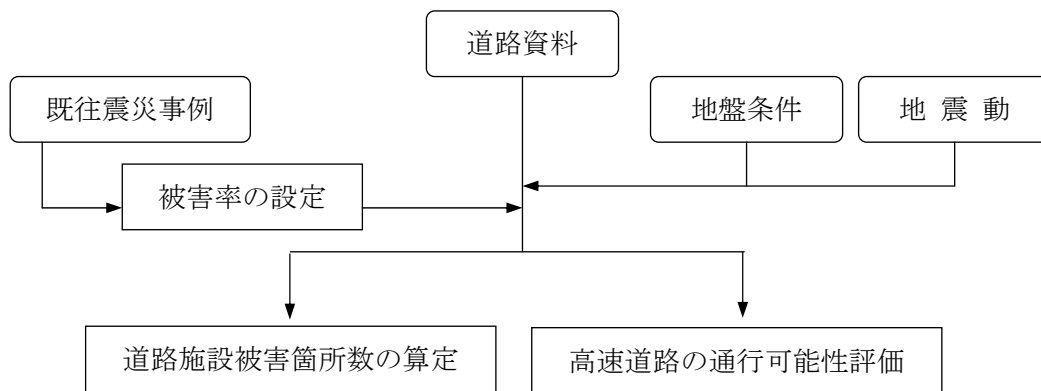 道路資料
既往震災事例
地盤条件
地 震 動
被害率の設定
道路施設被害箇所数の算定
高速道路の通行可能性評価